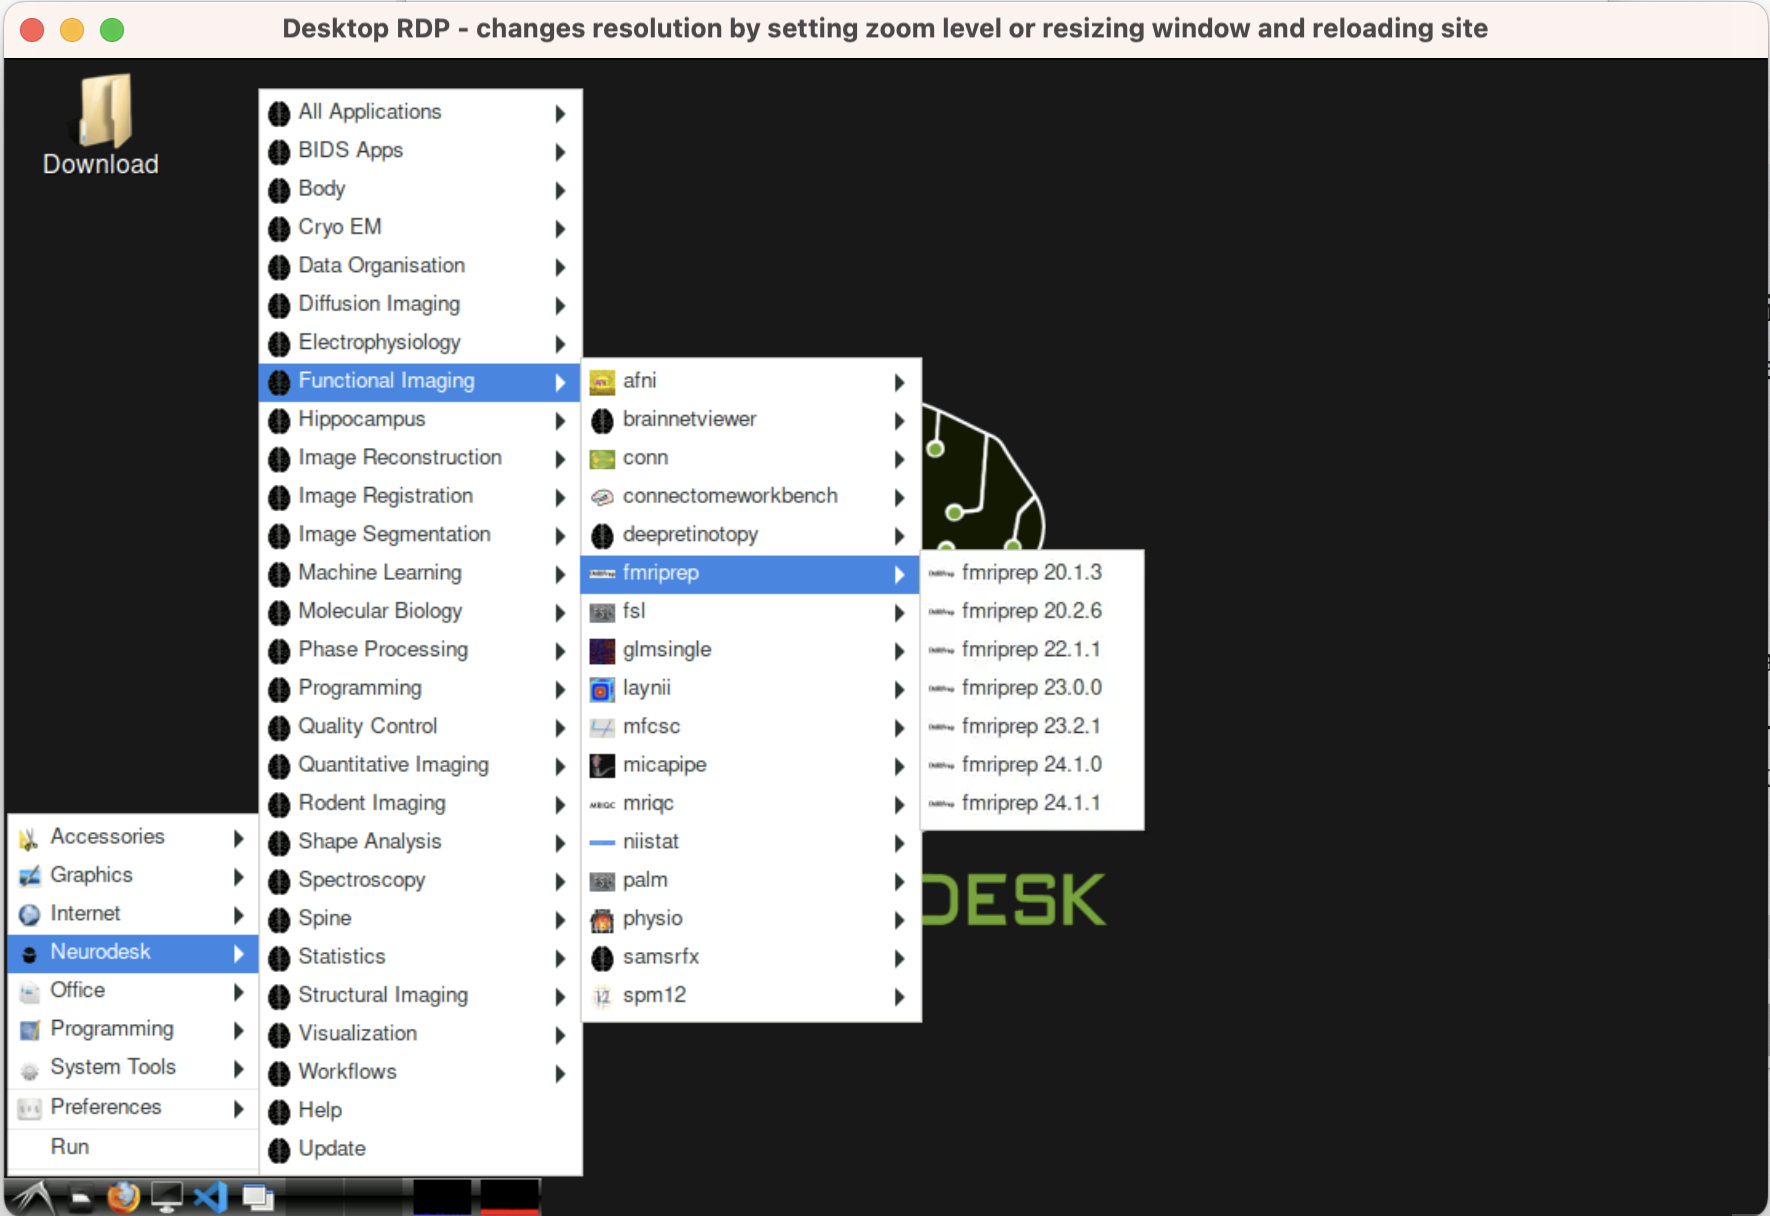 Desktop RDP - changes resolution by setting zoom level or resizing window and reloading site
Download
All Applications
BIDS Apps
Body
Cryo EM
Data Organisation
Diffusion Imaging
Electrophysiology
Functional Imaging
Hippocampus
Image Reconstruction
Image Registration
Image Segmentation
Machine Learning
Molecular Biology
Phase Processing
Programming
Quality Control
Quantitative Imaging
Rodent Imaging
Shape Analysis
Spectroscopy
Spine
Statistics
Structural Imaging
Visualization
Workflows
Help
Update
afni
brainnetviewer
conn
connectomeworkbench
deepretinotopy
fmriprep
fsl
glmsingle
laynii
mfcsc
micapipe
MRIQC mriqc
niistat
palm
physio
samsrfx
spm12
fmriprep 20.1.3
fmriprep 20.2.6
fmriprep 22.1.1
fmriprep 23.0.0
fmriprep 23.2.1
fmriprep 24.1.0
fmriprep 24.1.1
DESK
Accessories
Graphics
Internet
Neurodesk
Office
Programming
System Tools
Preferences
Run